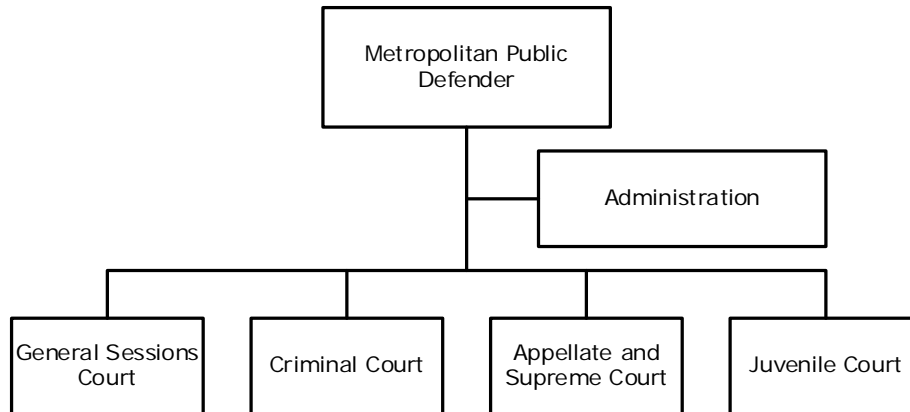 Metropolitan Public
Defender
Administration
General Sessions
Court
Criminal Court
Appellate and
Supreme Court
Juvenile Court